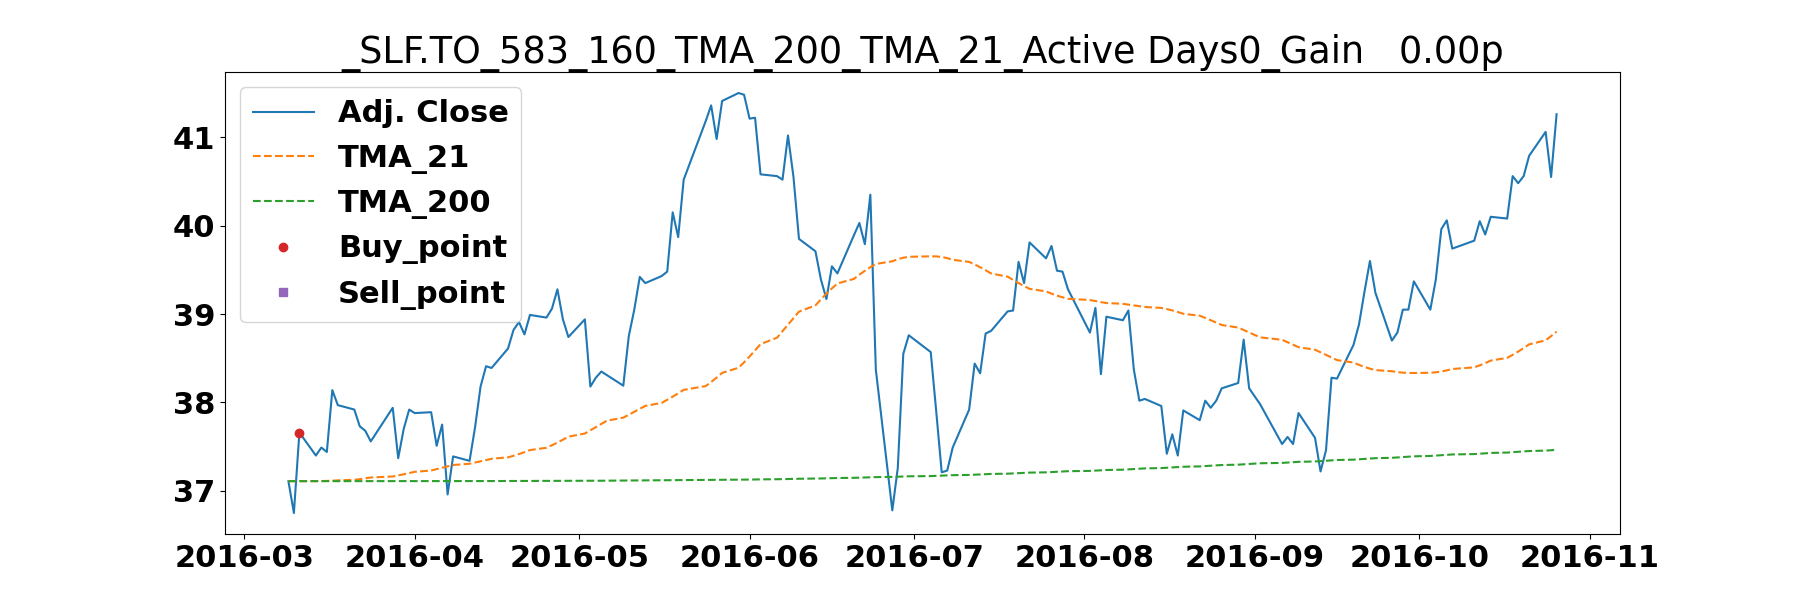 _SLF.TO_583_160_TMA_200_TMA_21_Active Days0_Gain   0.00p
Adj. Close
TMA_21
TMA_200
Buy_point
Sell_point
41
40
39
38
37
2016-03 2016-04 2016-05 2016-06 2016-07 2016-08 2016-09 2016-10 2016-11